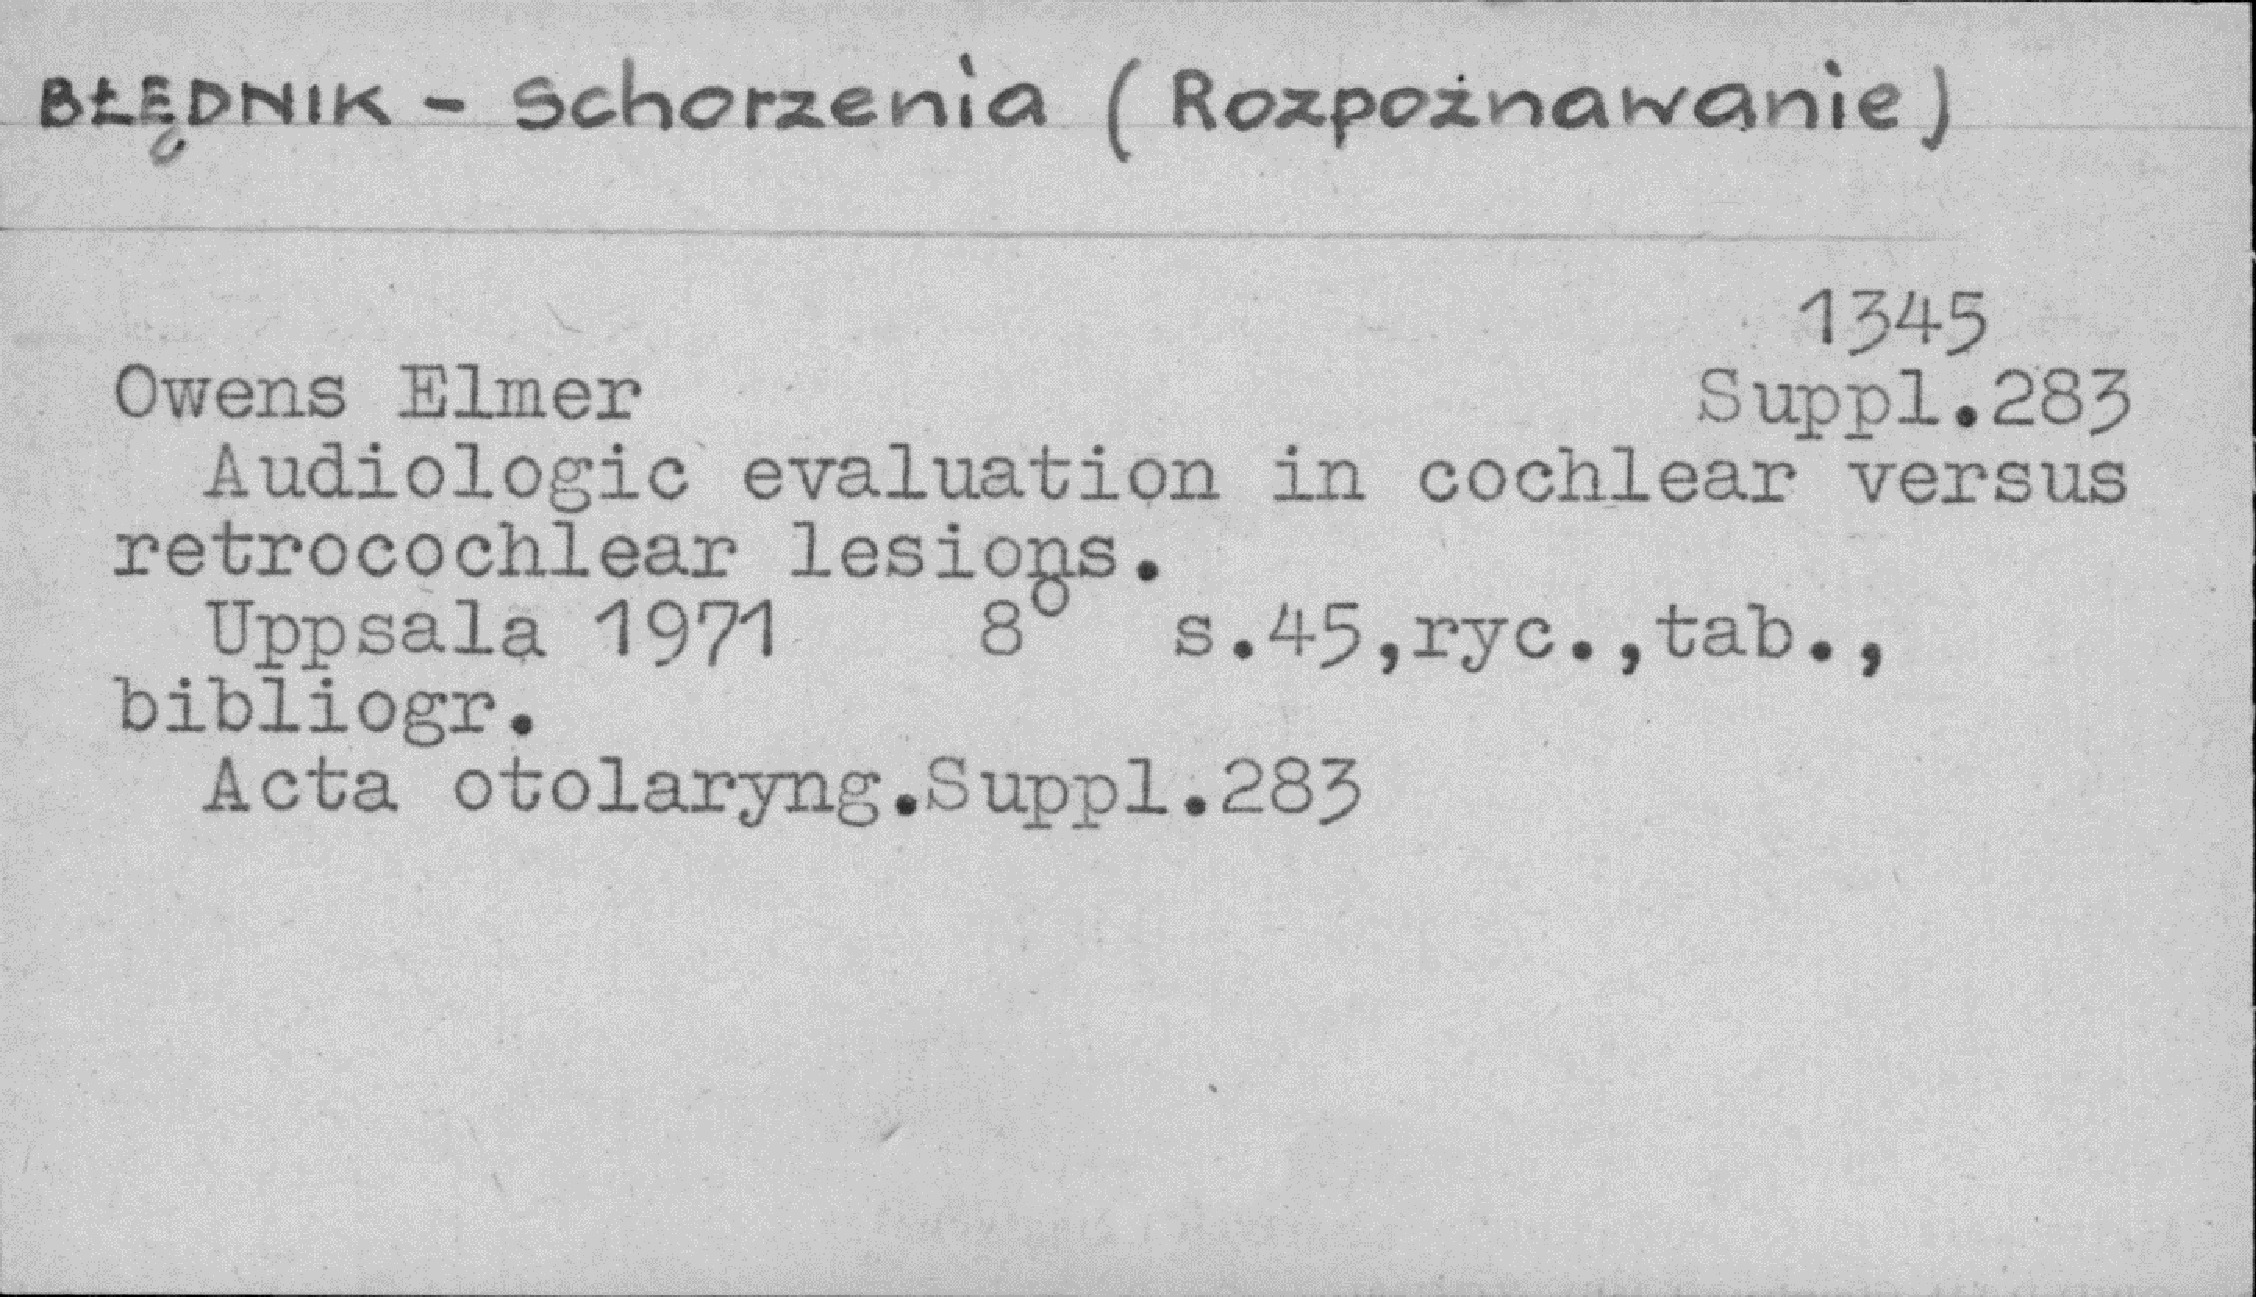 BŁĘDNIK - Schorzenia (Rozpożnawanie)
1345
Owens Elmer Suppl.283
Audiologic evaluation in cochlear versus
retrocochlear lesions.
Uppsala 1971 8° s.45,ryc.,tab.,
bibliogr.
Acta otolaryng.Suppl.283